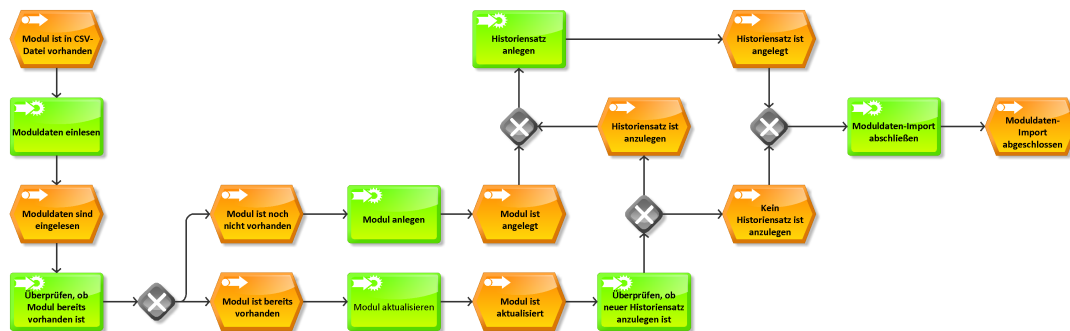 Modul ist in CSV-
Datei vorhanden
Moduldaten einlesen
Moduldaten sind
eingelesen
Überprüfen, ob
Modul bereits
vorhanden ist
Modul ist noch
nicht vorhanden
Modul anlegen
Modul ist
angelegt
Modul ist bereits
vorhanden
Modul aktualisieren
Modul ist
aktualisiert
Überprüfen, ob
neuer Historiensatz
anzulegen ist
Historiensatz ist
anzulegen
Kein
Historiensatz ist
anzulegen
Historiensatz
anlegen
Historiensatz ist
angelegt
Moduldaten-Import
abschließen
Moduldaten-
Import
abgeschlossen